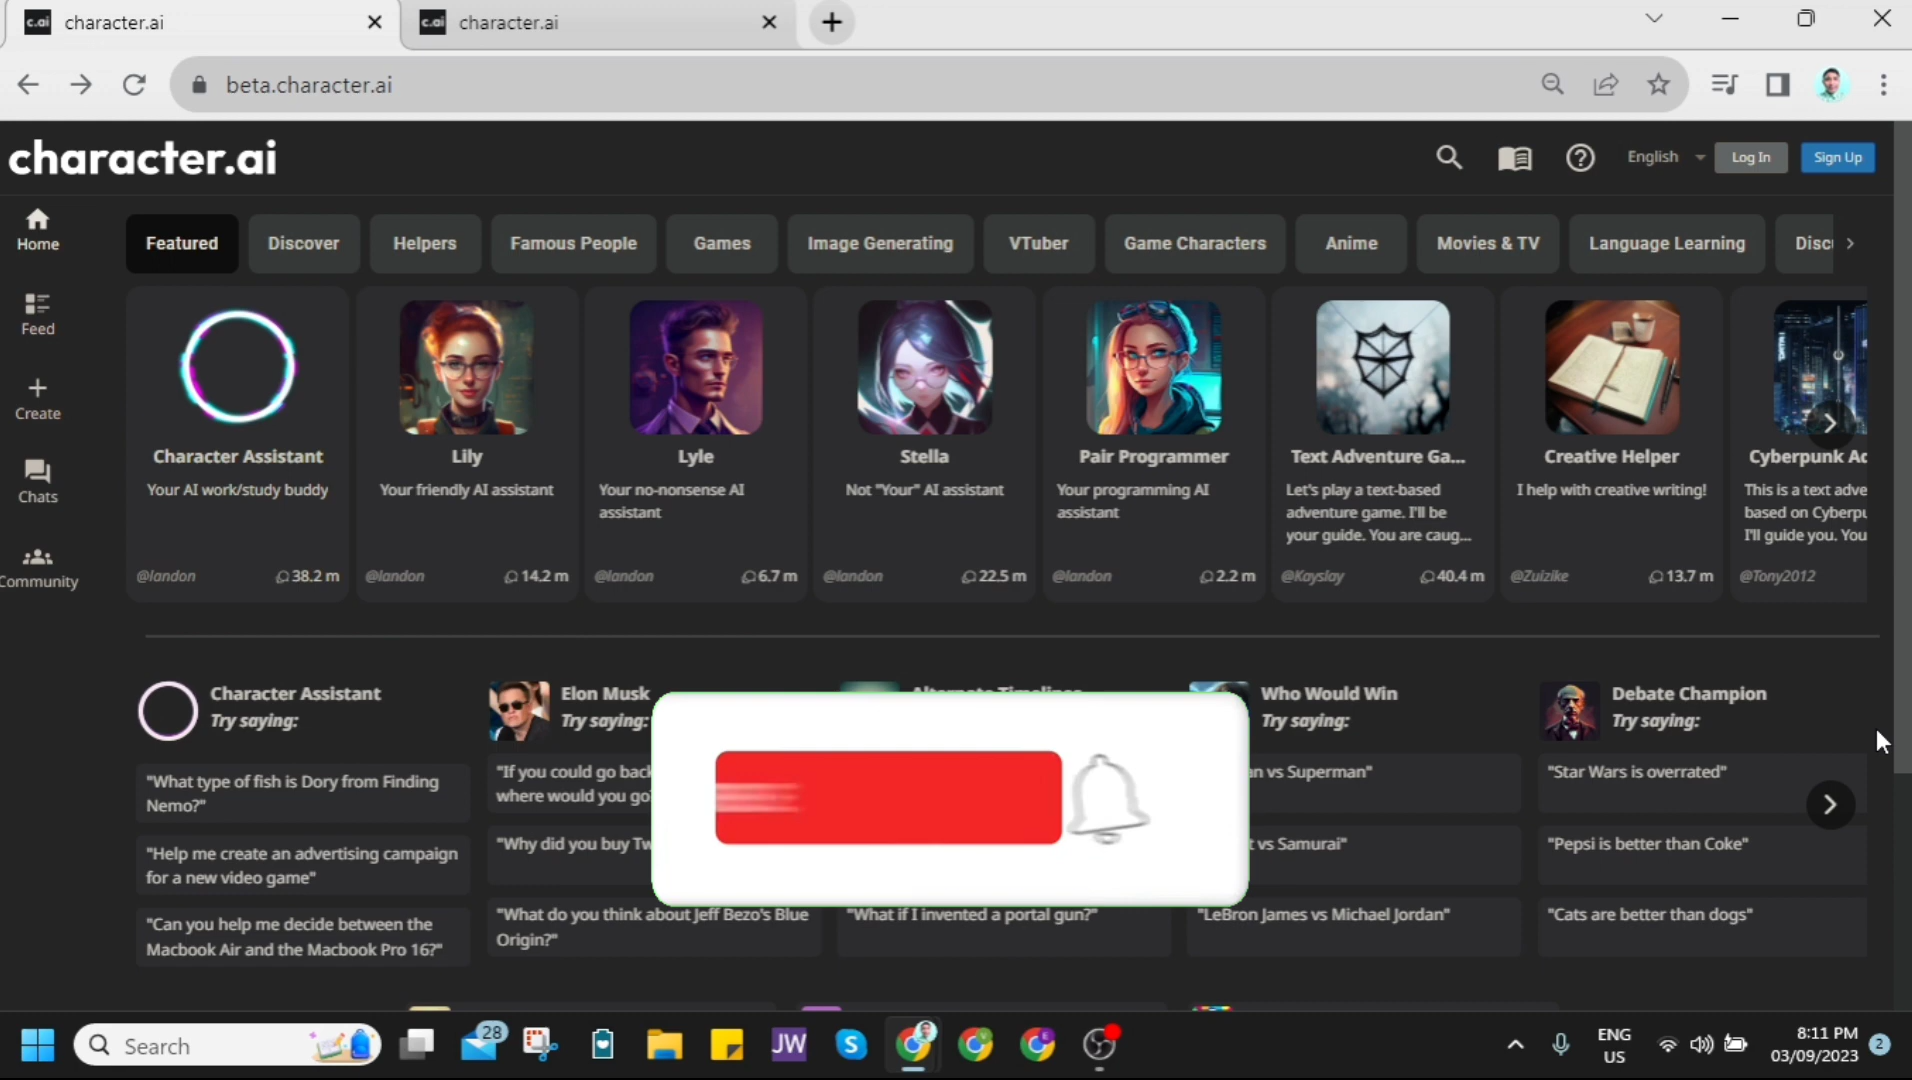 c.ai character.ai
c.ai character.ai
beta.character.ai
character.ai
English
Log In
Sign Up
Home
Feed
Create
Chats
Community
Featured
Discover
Helpers
Famous People
Games
Image Generating
VTuber
Game Characters
Anime
Movies & TV
Language Learning
Disc
Character Assistant
Your AI work/study buddy
@landon 38.2 m
Lily
Your friendly AI assistant
@landon 14.2 m
Lyle
Your no-nonsense AI
assistant
@landon 6.7 m
Stella
Not "Your" AI assistant
@landon 22.5 m
Pair Programmer
Your programming AI
assistant
@landon 2.2 m
Text Adventure Ga...
Let's play a text-based
adventure game. I'll be
your guide. You are caug...
@Kayslay 40.4 m
Creative Helper
I help with creative writing!
@Zuizike 13.7 m
Cyberpunk Ad
This is a text adve
based on Cyberpu
I'll guide you. You
@Tony2012
Character Assistant
Try saying:
"What type of fish is Dory from Finding
Nemo?"
"Help me create an advertising campaign
for a new video game"
"Can you help me decide between the
Macbook Air and the Macbook Pro 16?"
Elon Musk
Try saying:
"If you could go back
where would you go
"Why did you buy Tw
"What do you think about Jeff Bezo's Blue
Origin?"
"What if I invented a portal gun?"
Who Would Win
Try saying:
n vs Superman"
t vs Samurai"
"LeBron James vs Michael Jordan"
Debate Champion
Try saying:
"Star Wars is overrated"
"Pepsi is better than Coke"
"Cats are better than dogs"
Search
28
JW
S
V
E
ENG
US
8:11 PM
03/09/2023
2